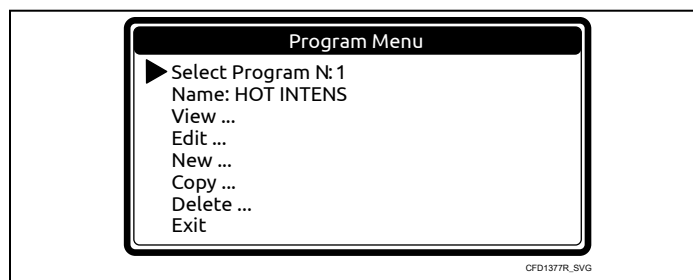 Program Menu
Select Program N: 1
Name: HOT INTENS
View ...
Edit ...
New ...
Copy ...
Delete ...
Exit
CFD1377R_SVG